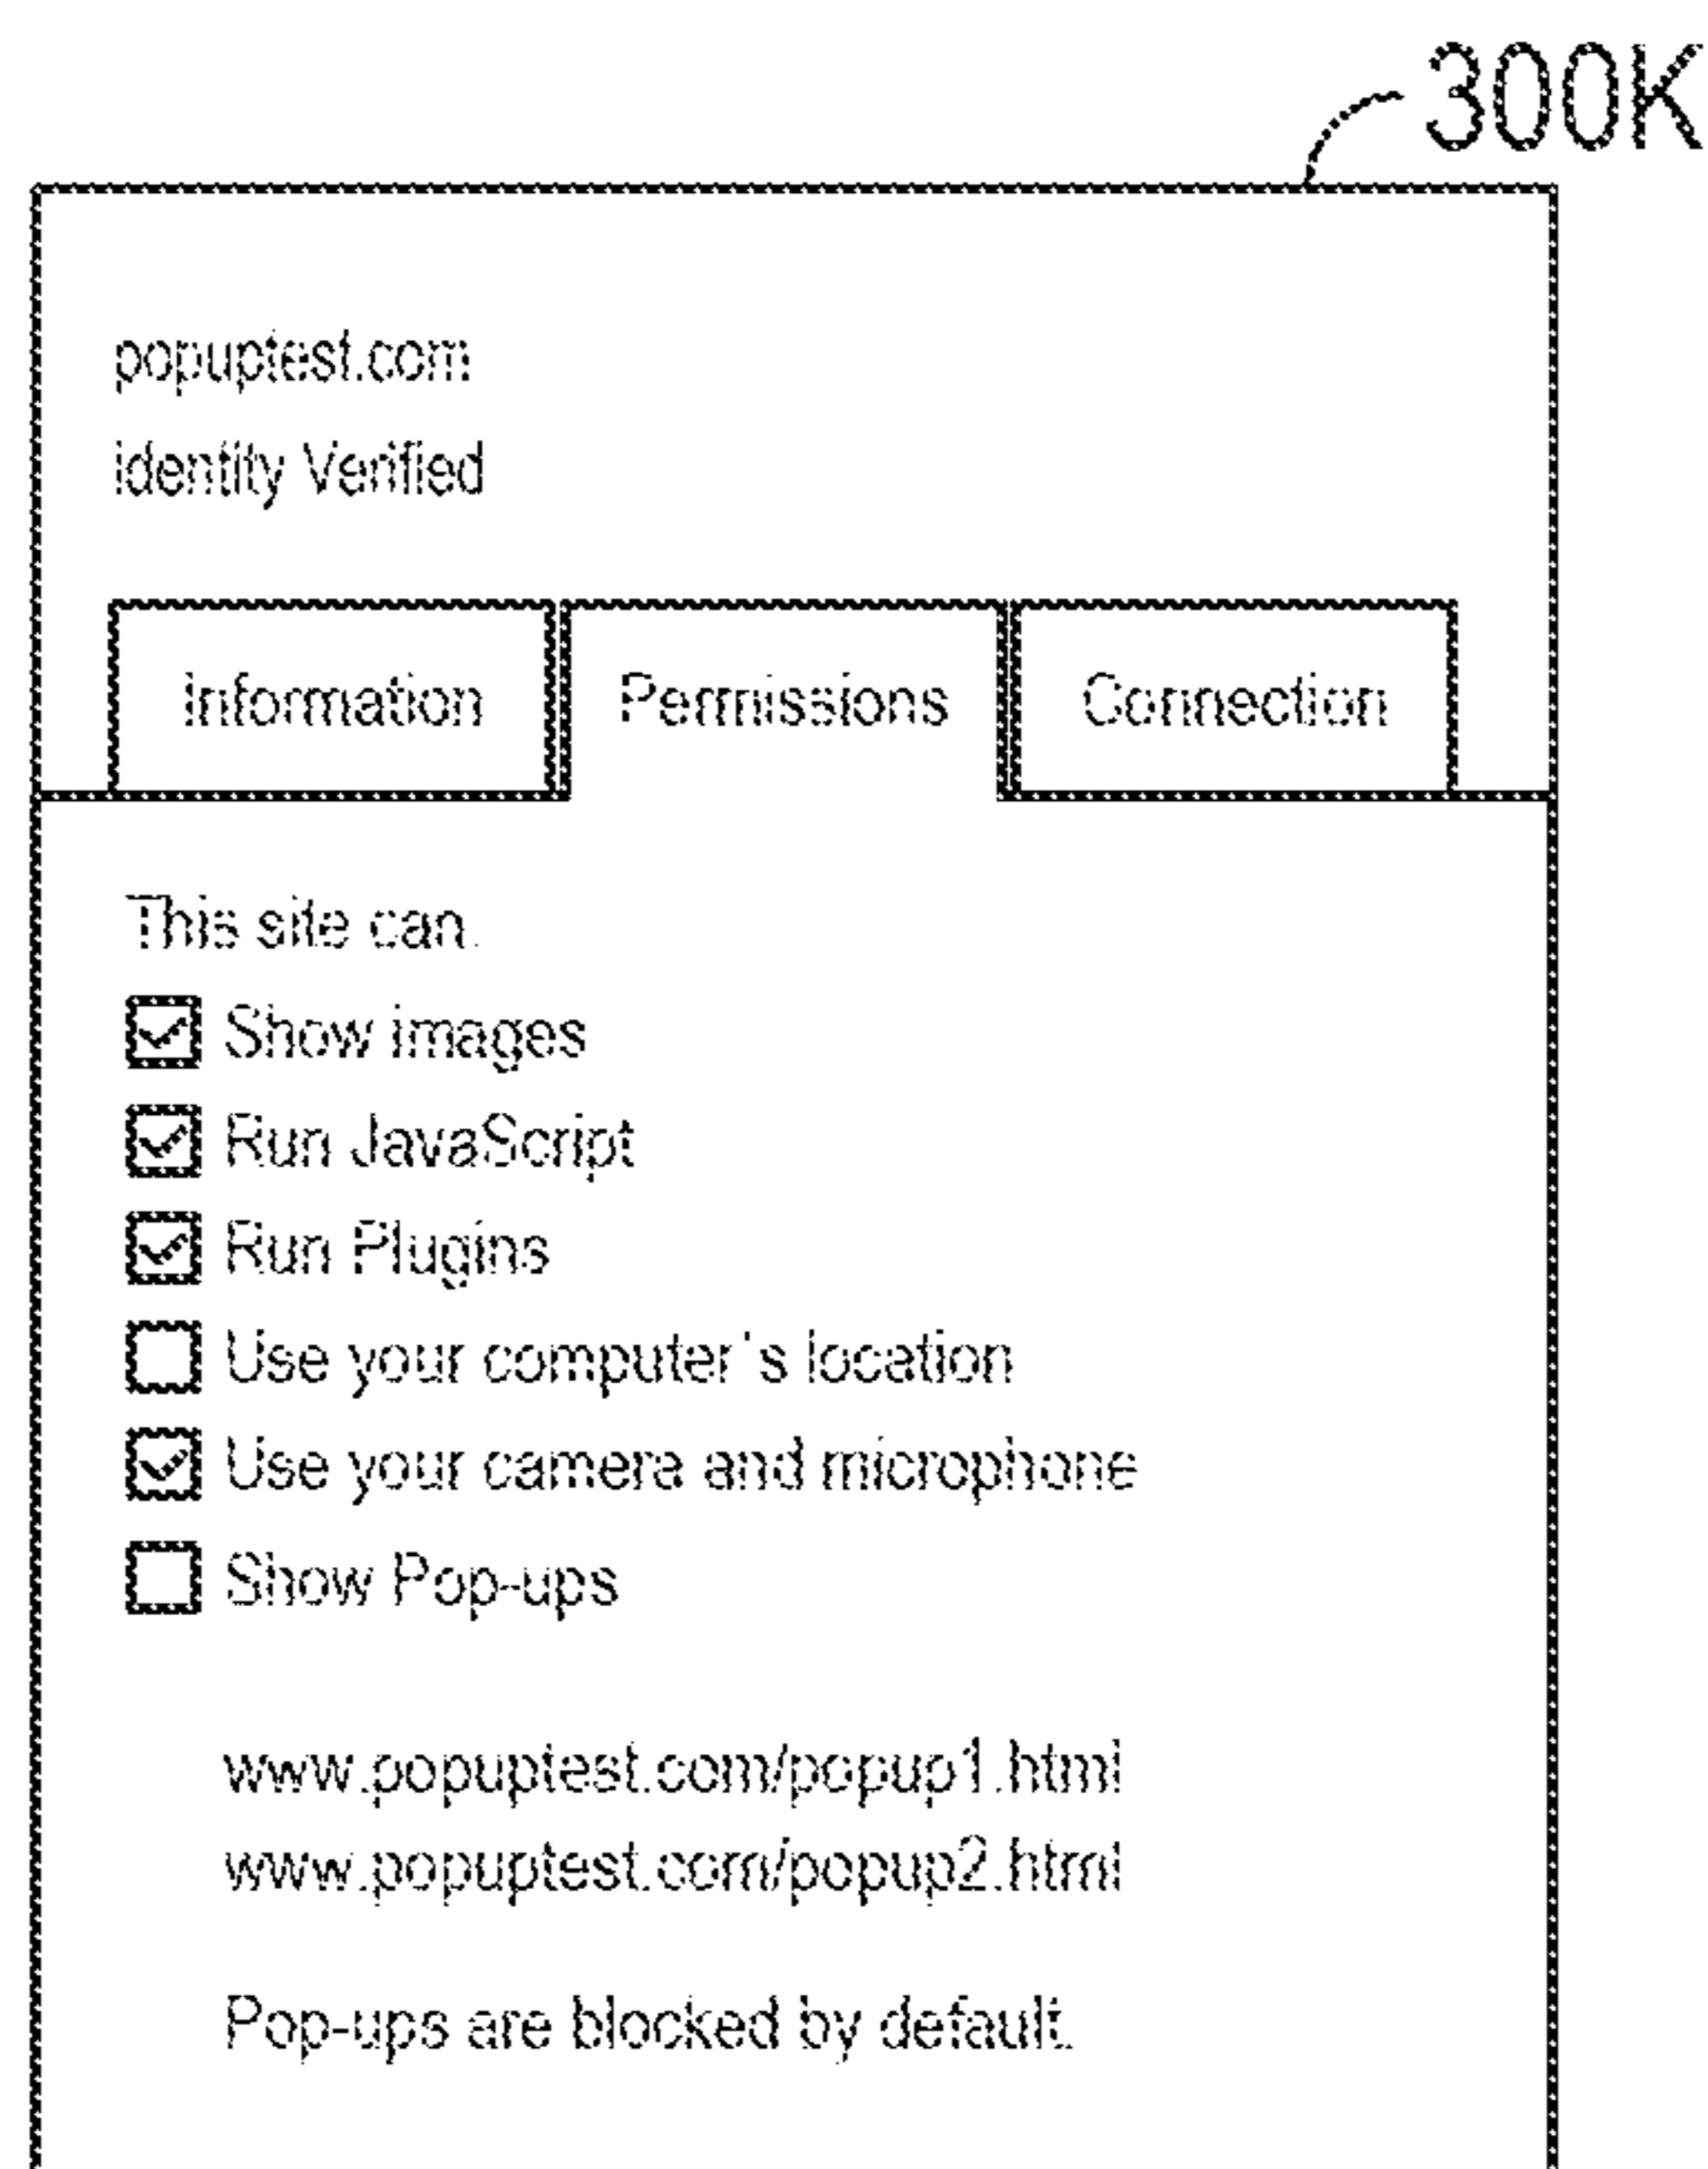 300K
popuptest.com
identity Verified
Information Permissions Connection
This site can.
Show images
Run JavaScript
Run Plugins
Use your computer's location
Use your camera and microphone
Show Pop-ups
www.popuptest.com/popup1.html
www.popuptest.com/popup2.html
Pop-ups are blocked by default.